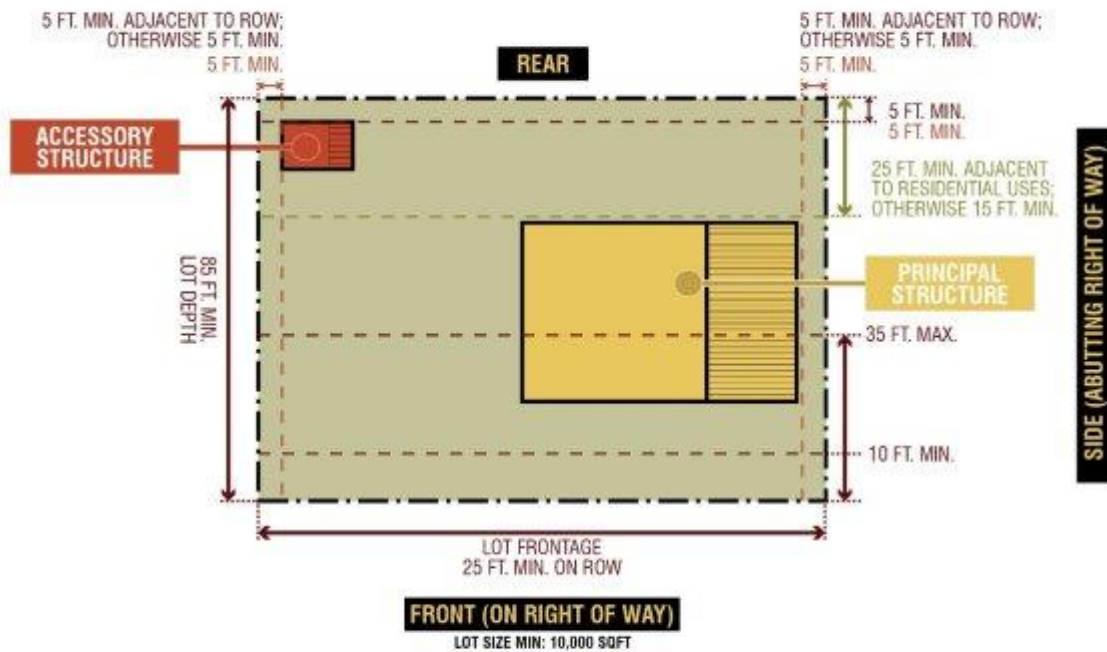 5 FT. MIN. ADJACENT TO ROW;
OTHERWISE 5 FT. MIN.
5 FT. MIN.
REAR
5 FT. MIN. ADJACENT TO ROW;
OTHERWISE 5 FT. MIN.
5 FT. MIN.
ACCESSORY
STRUCTURE
5 FT. MIN.
5 FT. MIN.
25 FT. MIN. ADJACENT
TO RESIDENTIAL USES;
OTHERWISE 15 FT. MIN.
SIDE (ABUTTING RIGHT OF WAY)
85 FT. MIN.
LOT DEPTH
PRINCIPAL
STRUCTURE
35 FT. MAX.
10 FT. MIN.
LOT FRONTAGE
25 FT. MIN. ON ROW
FRONT (ON RIGHT OF WAY)
LOT SIZE MIN: 10,000 SQFT